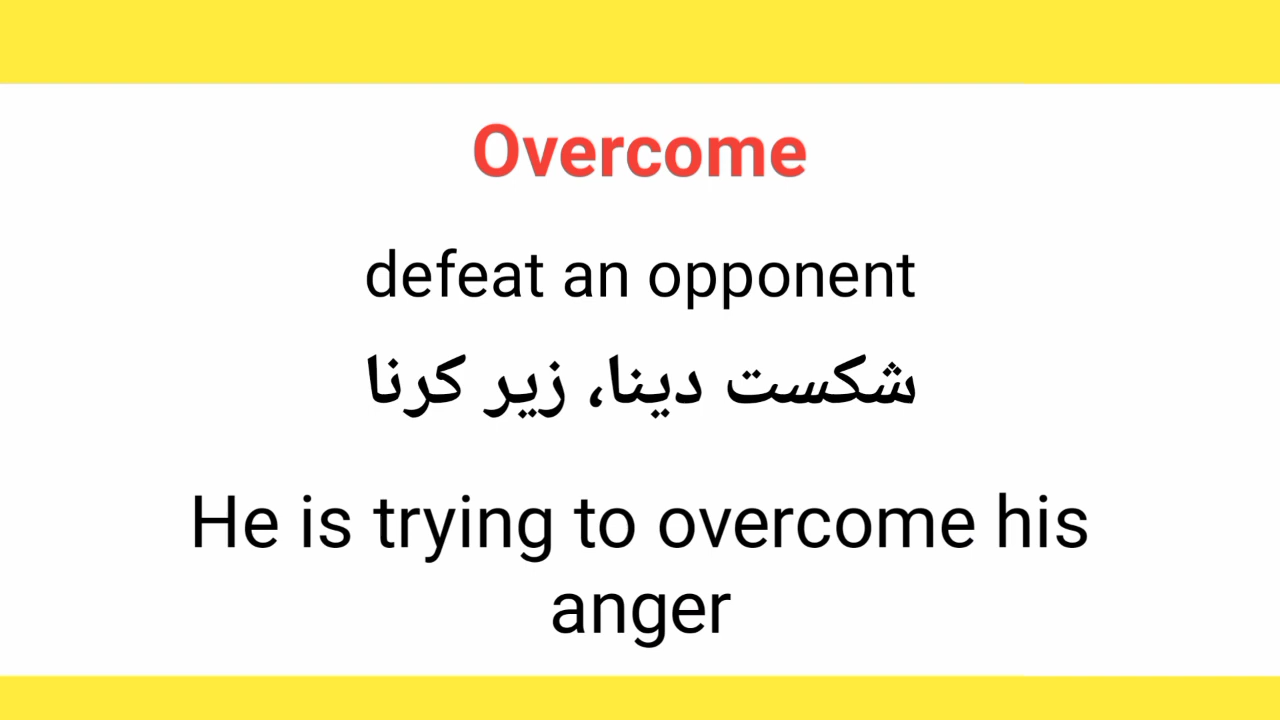 Overcome
defeat an opponent
شکست دینا، زیر کرنا
He is trying to overcome his
anger